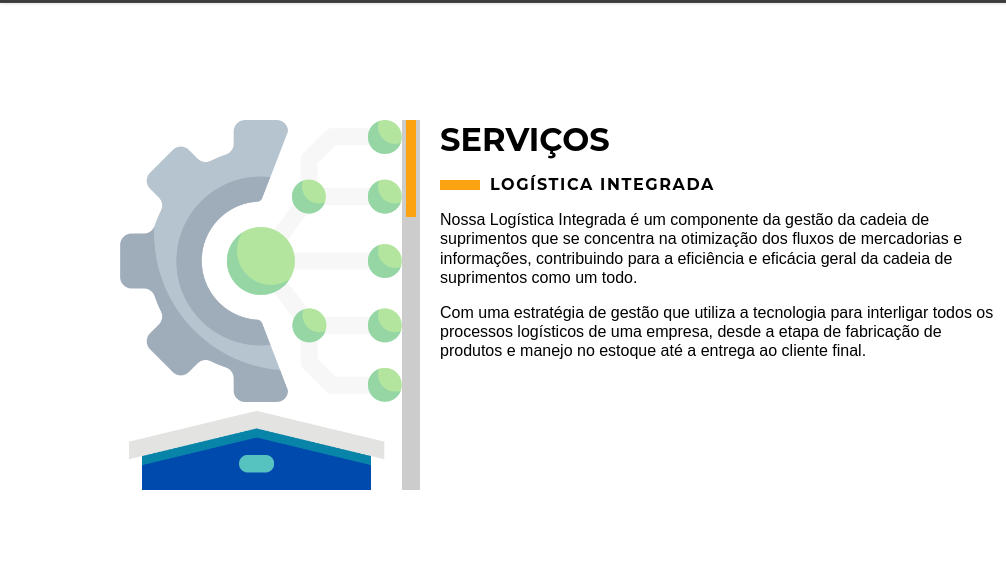 SERVIÇOS
LOGÍSTICA INTEGRADA
Nossa Logística Integrada é um componente da gestão da cadeia de
suprimentos que se concentra na otimização dos fluxos de mercadorias e
informações, contribuindo para a eficiência e eficácia geral da cadeia de
suprimentos como um todo.
Com uma estratégia de gestão que utiliza a tecnologia para interligar todos os
processos logísticos de uma empresa, desde a etapa de fabricação de
produtos e manejo no estoque até a entrega ao cliente final.